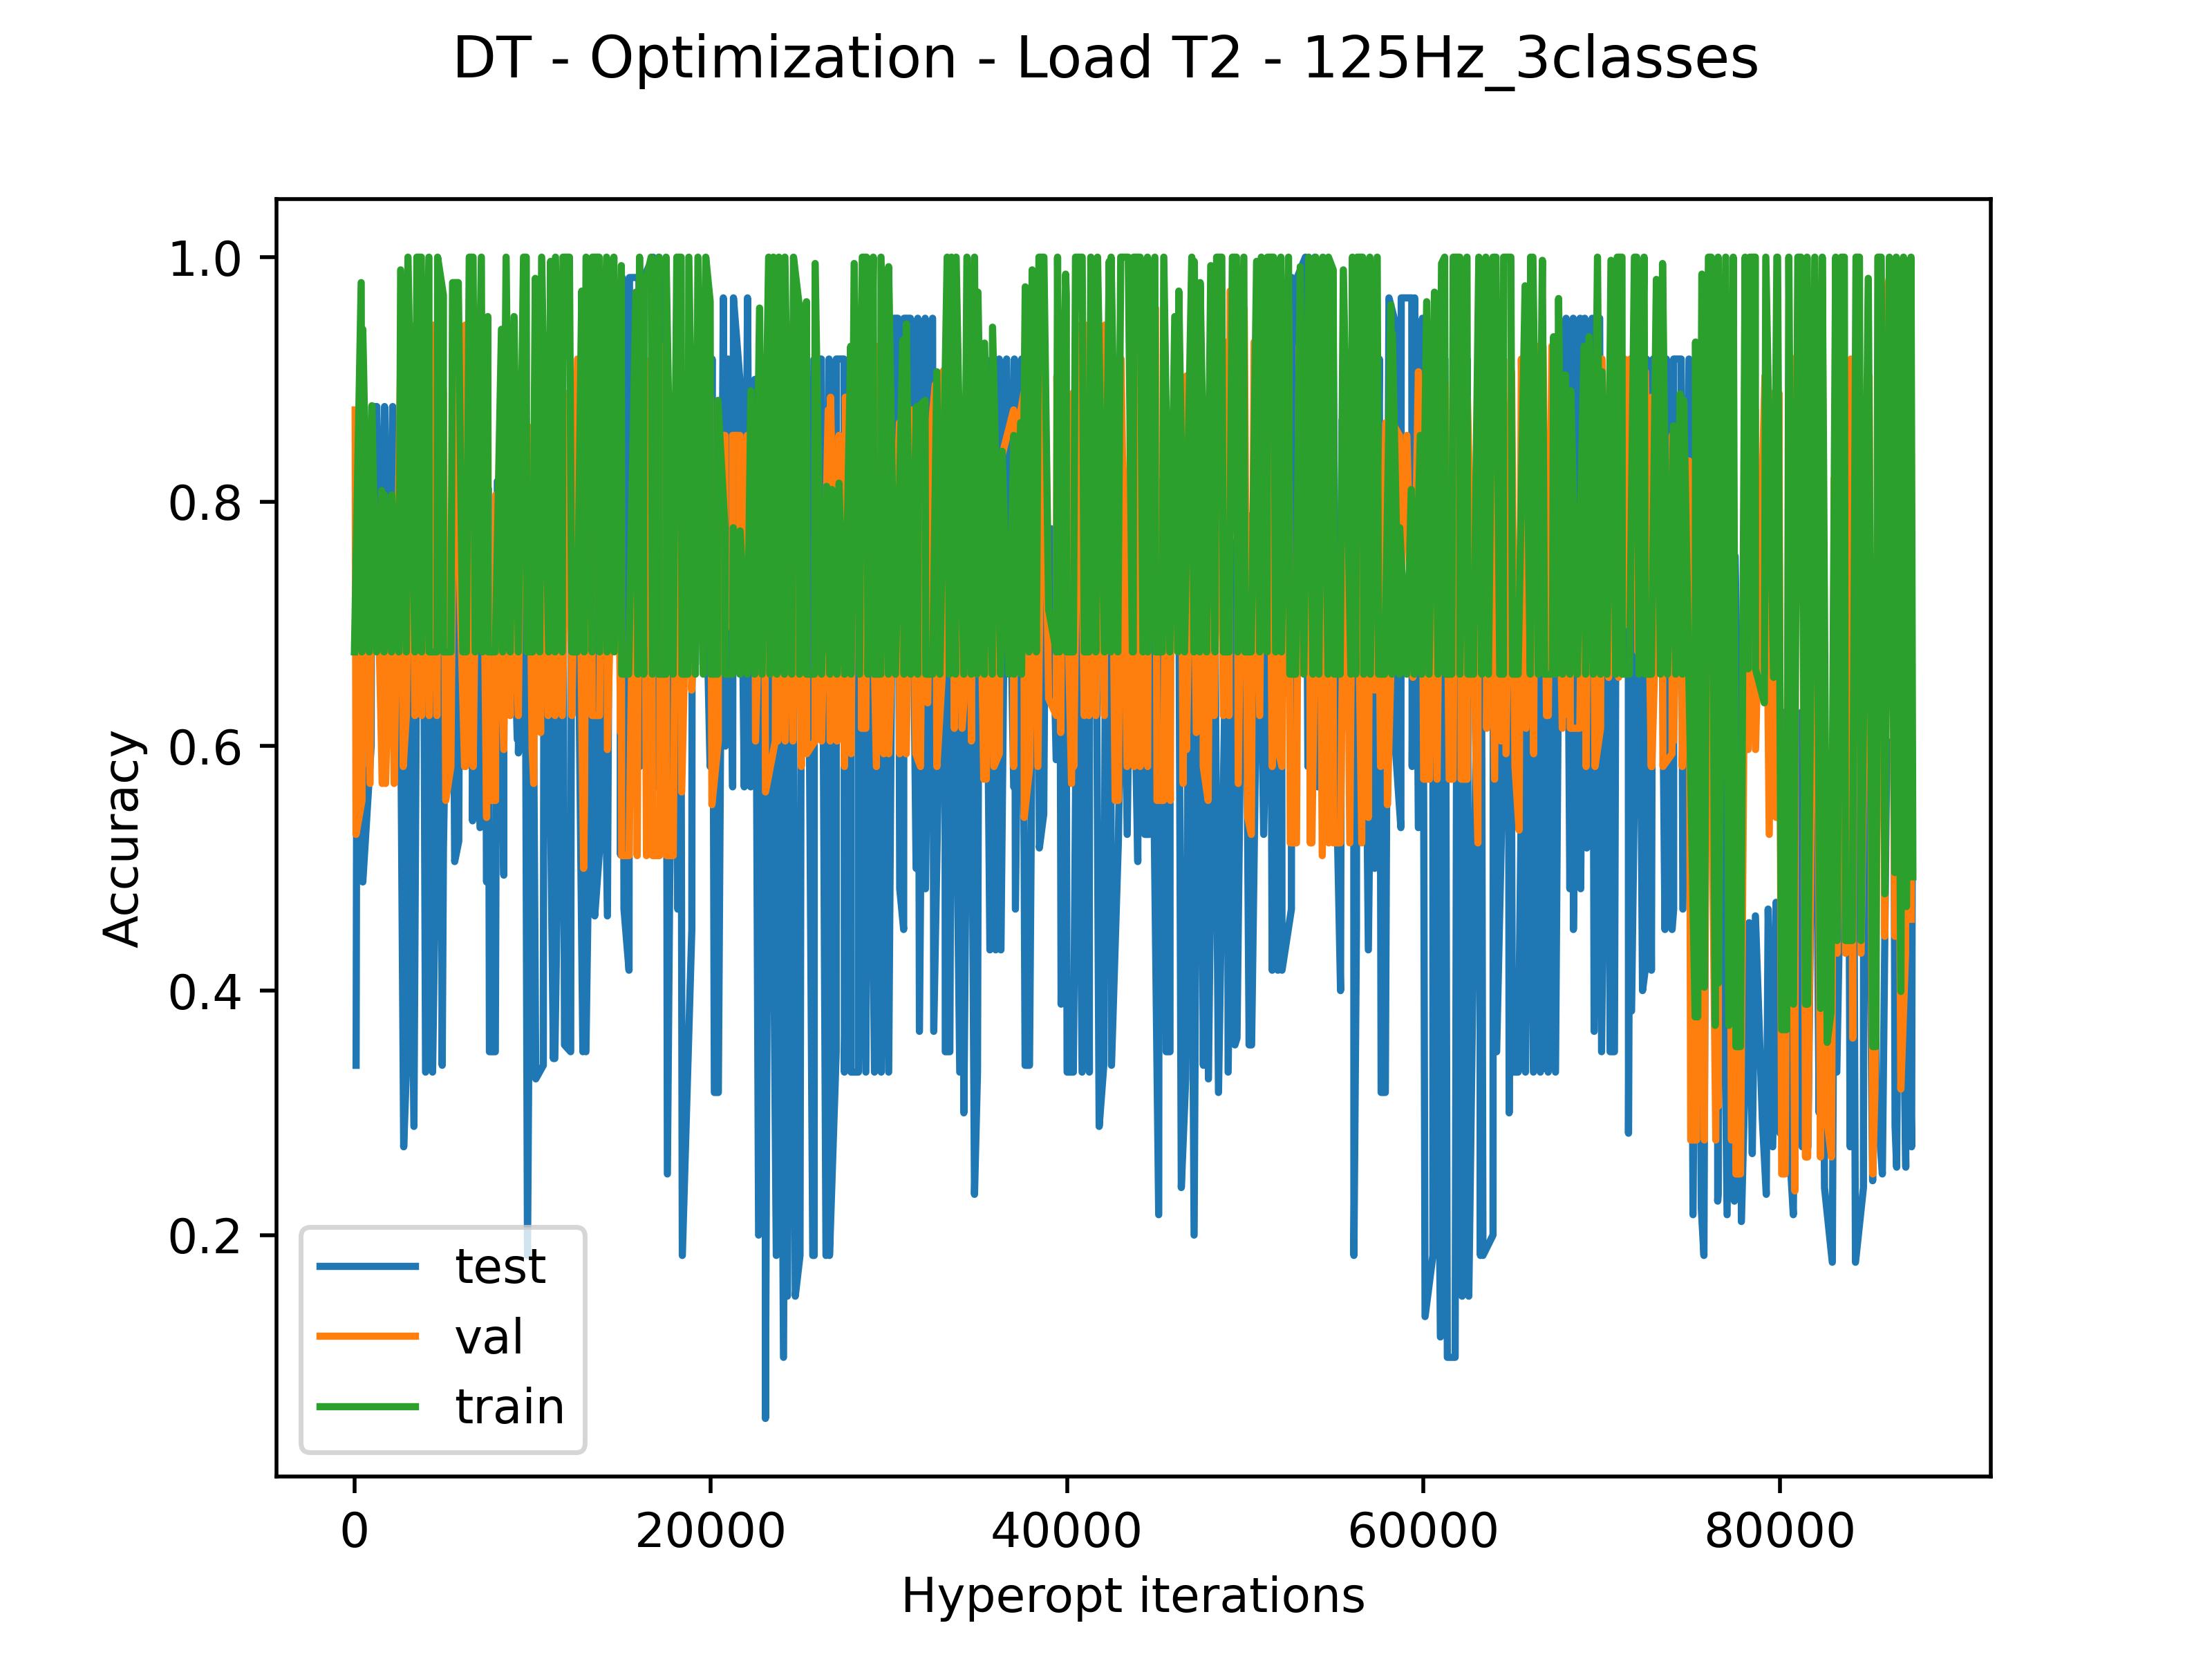 DT - Optimization - Load T2 - 125Hz_3classes
1.0
0.8
0.6
0.4
0.2
Accuracy
test
val
train
0 20000 40000 60000 80000
Hyperopt iterations